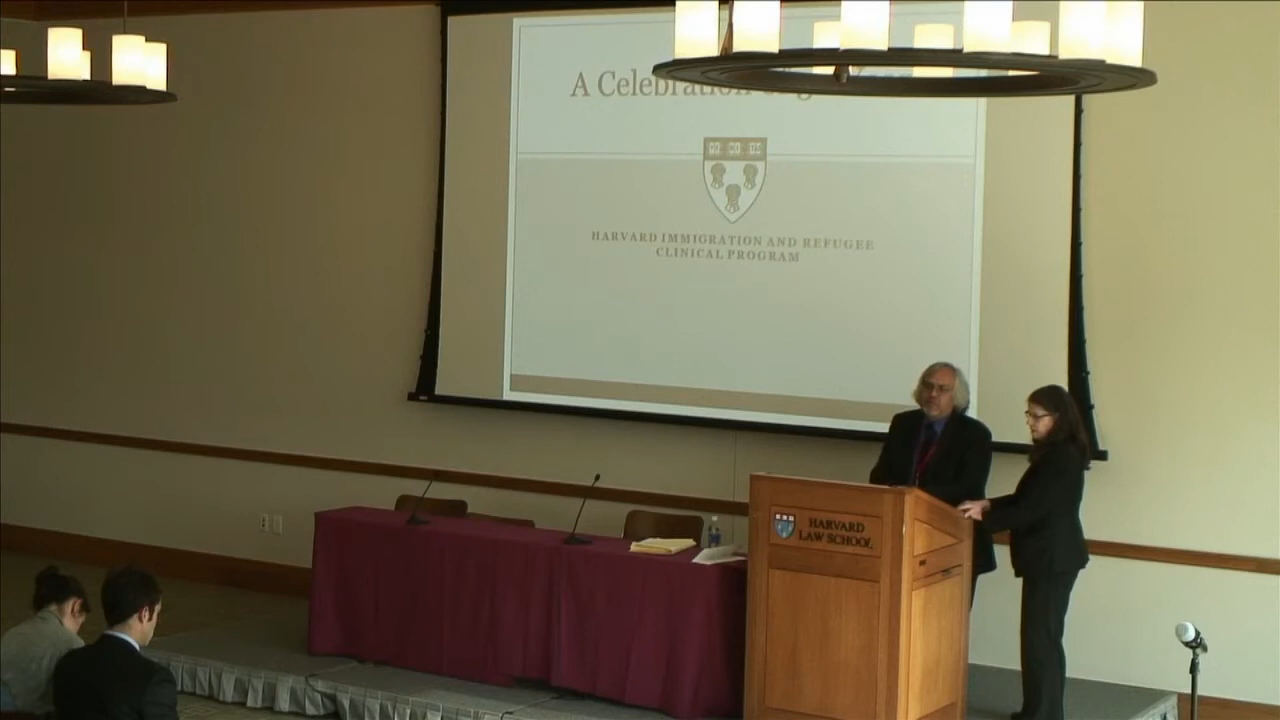 A Celebration
HARVARD IMMIGRATION AND REFUGEE
CLINICAL PROGRAM
HARVARD
LAW SCHOOL